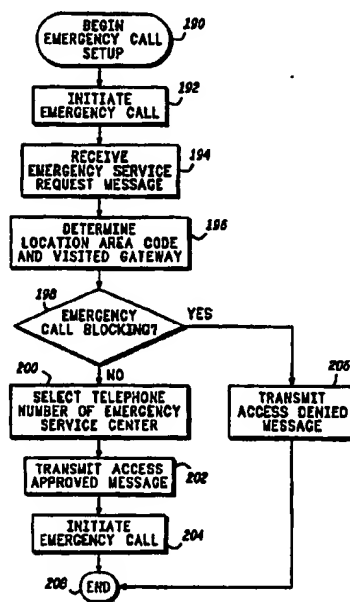 BEGIN
EMERGENCY CALL
SETUP
190
INITIATE
EMERGENCY CALL
192
RECEIVE
EMERGENCY SERVICE
REQUEST MESSAGE
194
DETERMINE
LOCATION AREA CODE
AND VISITED GATEWAY
196
198
EMERGENCY
CALL BLOCKING?
YES
NO
200
SELECT TELEPHONE
NUMBER OF EMERGENCY
SERVICE CENTER
206
TRANSMIT
ACCESS DENIED
MESSAGE
TRANSMIT ACCESS
APPROVED MESSAGE
202
INITIATE
EMERGENCY CALL
204
208
END